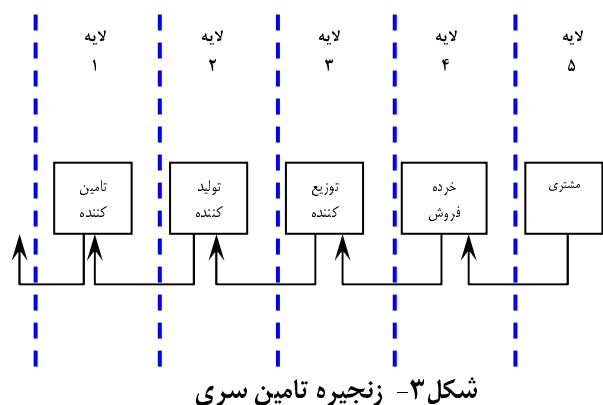 لایه
۱
لایه
۲
لایه
۳
لایه
۴
لایه
۵
تامین
کننده
تولید
کننده
توزیع
کننده
خرده
فروش
مشتری
شکل۳- زنجیره تامین سری